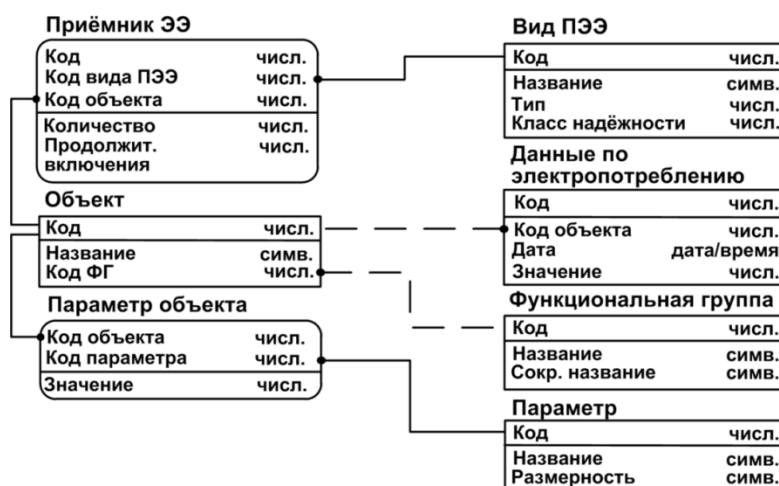 Приёмник ЭЭ
Код числ.
Код вида ПЭЭ числ.
Код объекта числ.
Количество числ.
Продолжит. числ.
включения
Объект
Код числ.
Название симв.
Код ФГ числ.
Параметр объекта
Код объекта числ.
Код параметра числ.
Значение числ.
Вид ПЭЭ
Код числ.
Название симв.
Тип числ.
Класс надёжности числ.
Данные по
электропотреблению
Код числ.
Код объекта числ.
Дата дата/время
Значение числ.
Функциональная группа
Код числ.
Название симв.
Сокр. название симв.
Параметр
Код числ.
Название симв.
Размерность симв.